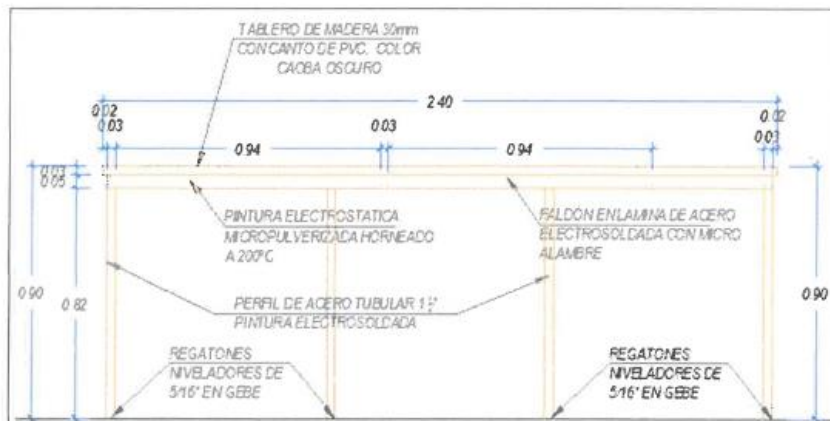 TABLERO DE MADERA 30mm
CON CANTO DE PVC. COLOR
CAOBA OSCURO
2.40
0.02
0.02
0.03
0.94
0.03
0.94
0.03
0.03
0.05
PINTURA ELECTROSTATICA
MICROPULVERIZADA HORNEADO
A 200°C
FALDON EN LAMINA DE ACERO
ELECTROSOLDADA CON MICRO
ALAMBRE
0.90
0.82
0.90
PERFIL DE ACERO TUBULAR 1 ½"
PINTURA ELECTROSOLDADA
REGATONES
NIVELADORES DE
5/16" EN GEBE
REGATONES
NIVELADORES DE
5/16" EN GEBE